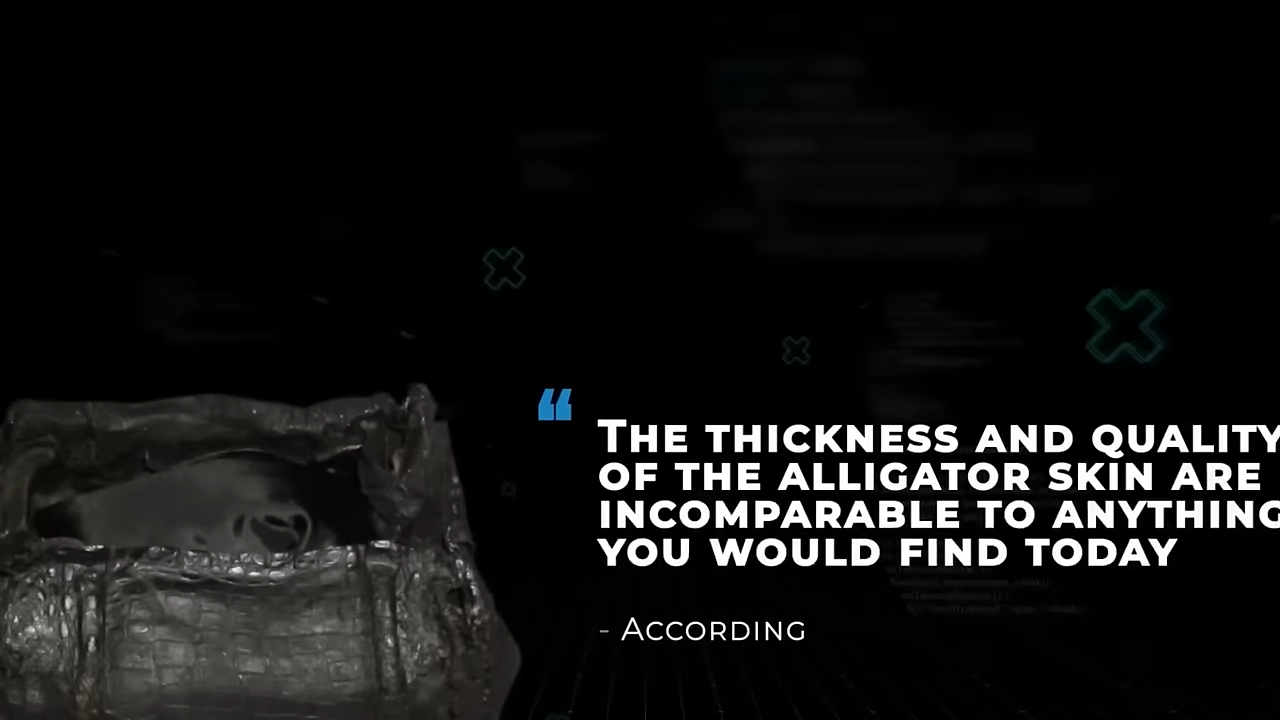 ❝
THE THICKNESS AND QUALITY
OF THE ALLIGATOR SKIN ARE
INCOMPARABLE TO ANYTHING
YOU WOULD FIND TODAY
- ACCORDING